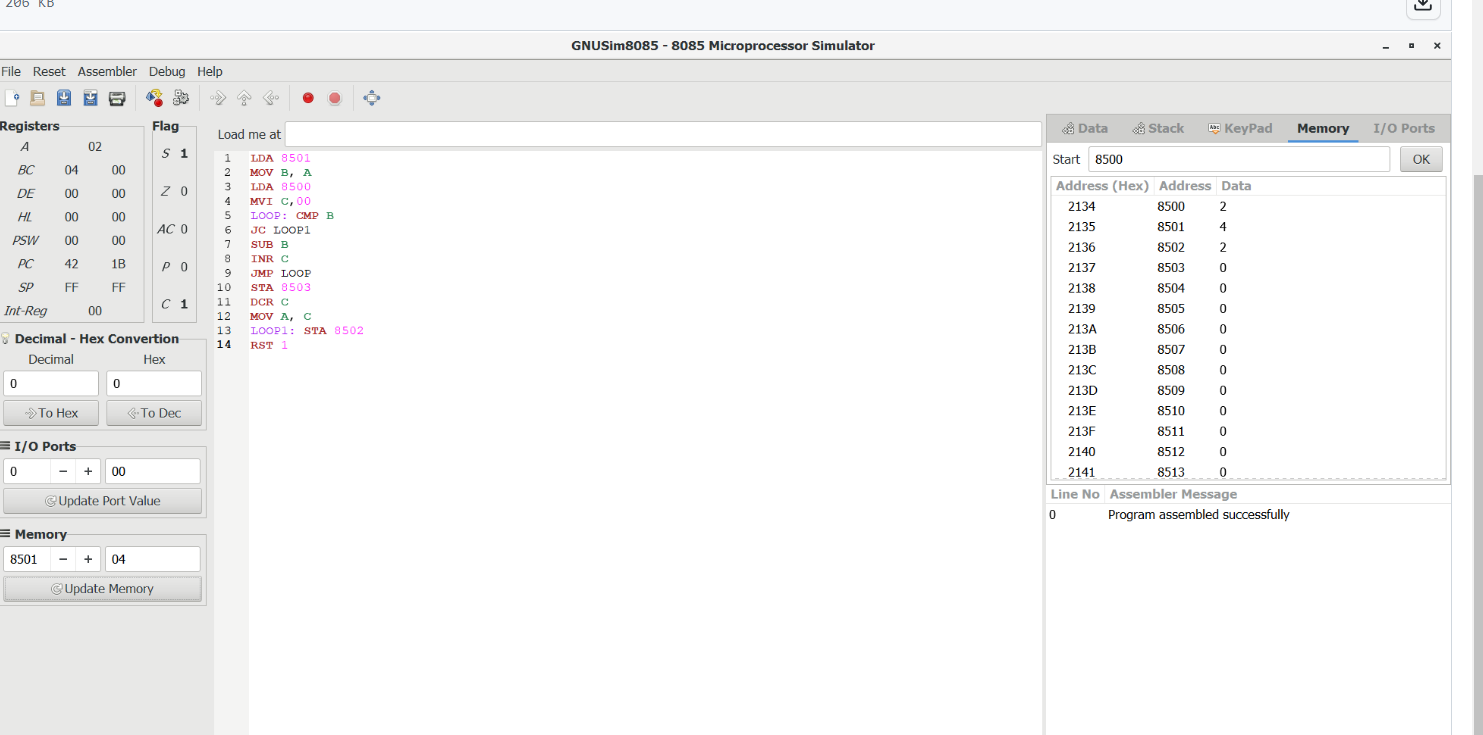 206 KB
GNUSim8085 - 8085 Microprocessor Simulator
File Reset Assembler Debug Help
Registers
A 02
BC 04 00
DE 00 00
HL 00 00
PSW 00 00
PC 42 1B
SP FF FF
Int-Reg 00
Flag
S 1
Z 0
AC 0
P 0
C 1
Decimal - Hex Convertion
Decimal Hex
0 0
To Hex To Dec
I/O Ports
0 − + 00
Update Port Value
Memory
8501 − + 04
Update Memory
Load me at
1 LDA 8501
2 MOV B, A
3 LDA 8500
4 MVI C,00
5 LOOP: CMP B
6 JC LOOP1
7 SUB B
8 INR C
9 JMP LOOP
10 STA 8503
11 DCR C
12 MOV A, C
13 LOOP1: STA 8502
14 RST 1
Data Stack Abc KeyPad Memory I/O Ports
Start 8500 OK
Address (Hex) Address Data
2134 8500 2
2135 8501 4
2136 8502 2
2137 8503 0
2138 8504 0
2139 8505 0
213A 8506 0
213B 8507 0
213C 8508 0
213D 8509 0
213E 8510 0
213F 8511 0
2140 8512 0
2141 8513 0
Line No Assembler Message
0 Program assembled successfully